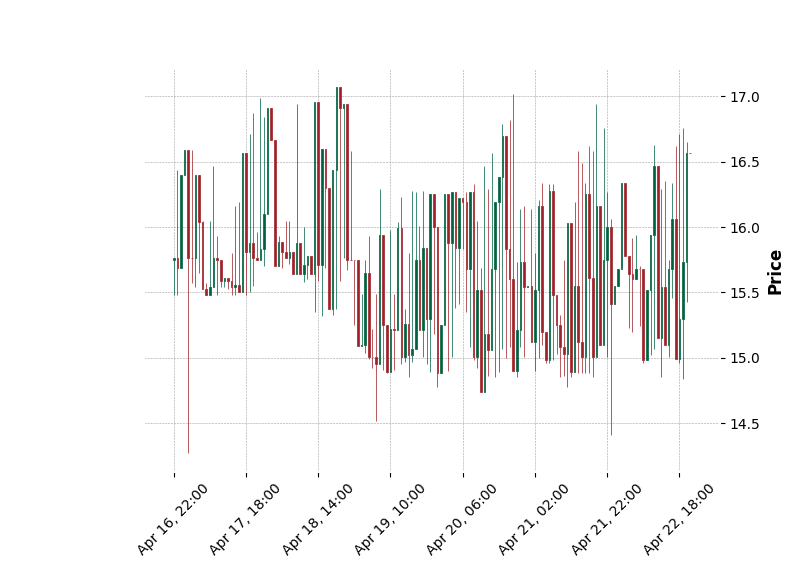 17.0
16.5
16.0
15.5
15.0
14.5
Price
Apr 16, 22:00
Apr 17, 18:00
Apr 18, 14:00
Apr 19, 10:00
Apr 20, 06:00
Apr 21, 02:00
Apr 21, 22:00
Apr 22, 18:00